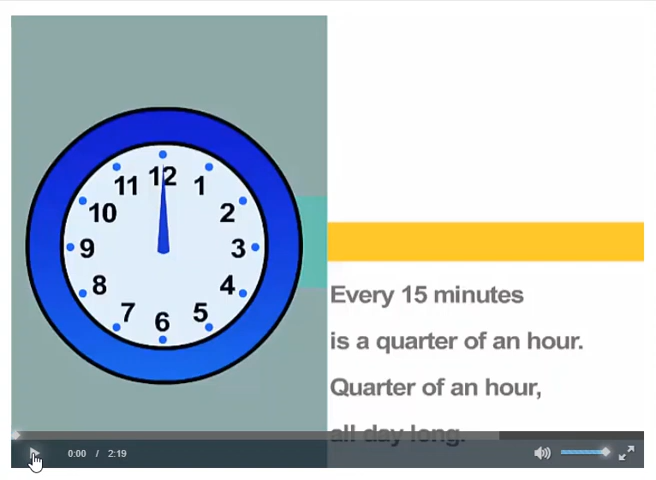 12
11 1
10 2
9 3
8 4
7 5
6
Every 15 minutes
is a quarter of an hour.
Quarter of an hour,
all day long.
0:00 / 2:19